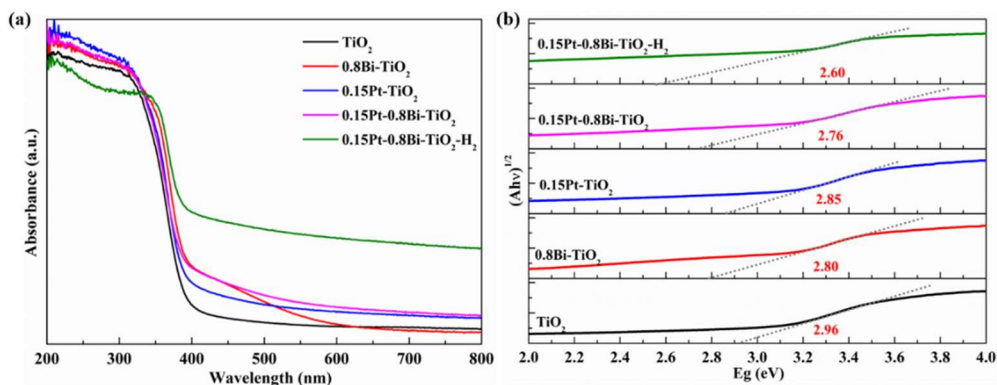 (a)
TiO2
0.8Bi-TiO2
0.15Pt-TiO2
0.15Pt-0.8Bi-TiO2
0.15Pt-0.8Bi-TiO2-H2
Absorbance (a.u.)
200 300 400 500 600 700 800
Wavelength (nm)
(b)
0.15Pt-0.8Bi-TiO2-H2
2.60
0.15Pt-0.8Bi-TiO2
2.76
0.15Pt-TiO2
2.85
0.8Bi-TiO2
2.80
TiO2
2.96
(Ahν)1/2
2.0 2.2 2.4 2.6 2.8 3.0 3.2 3.4 3.6 3.8 4.0
Eg (eV)